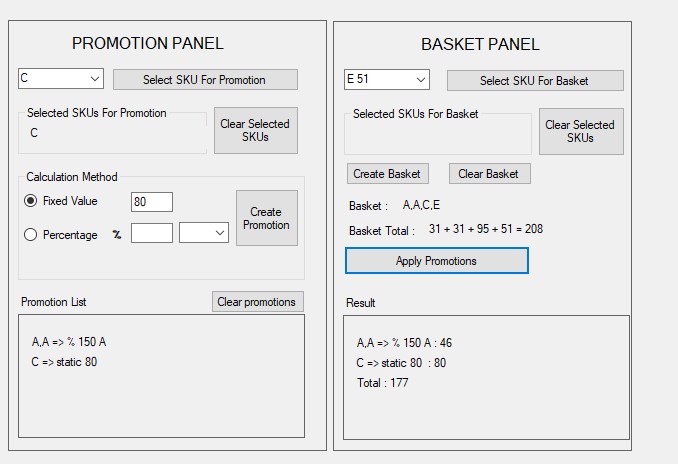 PROMOTION PANEL
C
Select SKU For Promotion
Selected SKUs For Promotion
C
Clear Selected
SKUs
Calculation Method
Fixed Value
80
Percentage
%
Create
Promotion
Promotion List
Clear promotions
A,A => % 150 A
C => static 80
BASKET PANEL
E 51
Select SKU For Basket
Selected SKUs For Basket
Clear Selected
SKUs
Create Basket
Clear Basket
Basket : A,A,C,E
Basket Total : 31 + 31 + 95 + 51 = 208
Apply Promotions
Result
A,A => % 150 A : 46
C => static 80 : 80
Total : 177